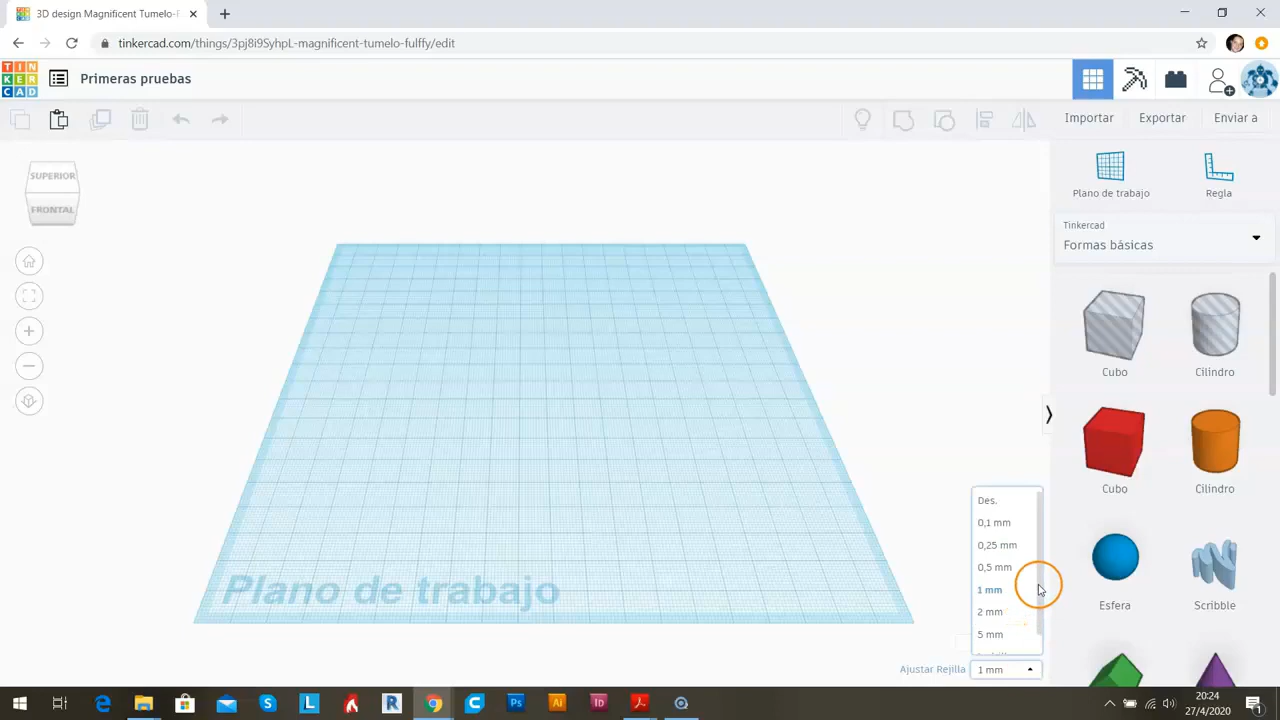 3D design Magnificent Tumelo-F
tinkercad.com/things/3pj8i9SyhpL-magnificent-tumelo-fulffy/edit
TIN
KER
CAD
Primeras pruebas
Importar
Exportar
Enviar a
SUPERIOR
FRONTAL
Plano de trabajo
Regla
Tinkercad
Formas básicas
Cubo
Cilindro
Cubo
Cilindro
Des.
0,1 mm
0,25 mm
0,5 mm
1 mm
2 mm
5 mm
Esfera
Scribble
Plano de trabajo
Ajustar Rejilla
1 mm
20:24
27/4/2020